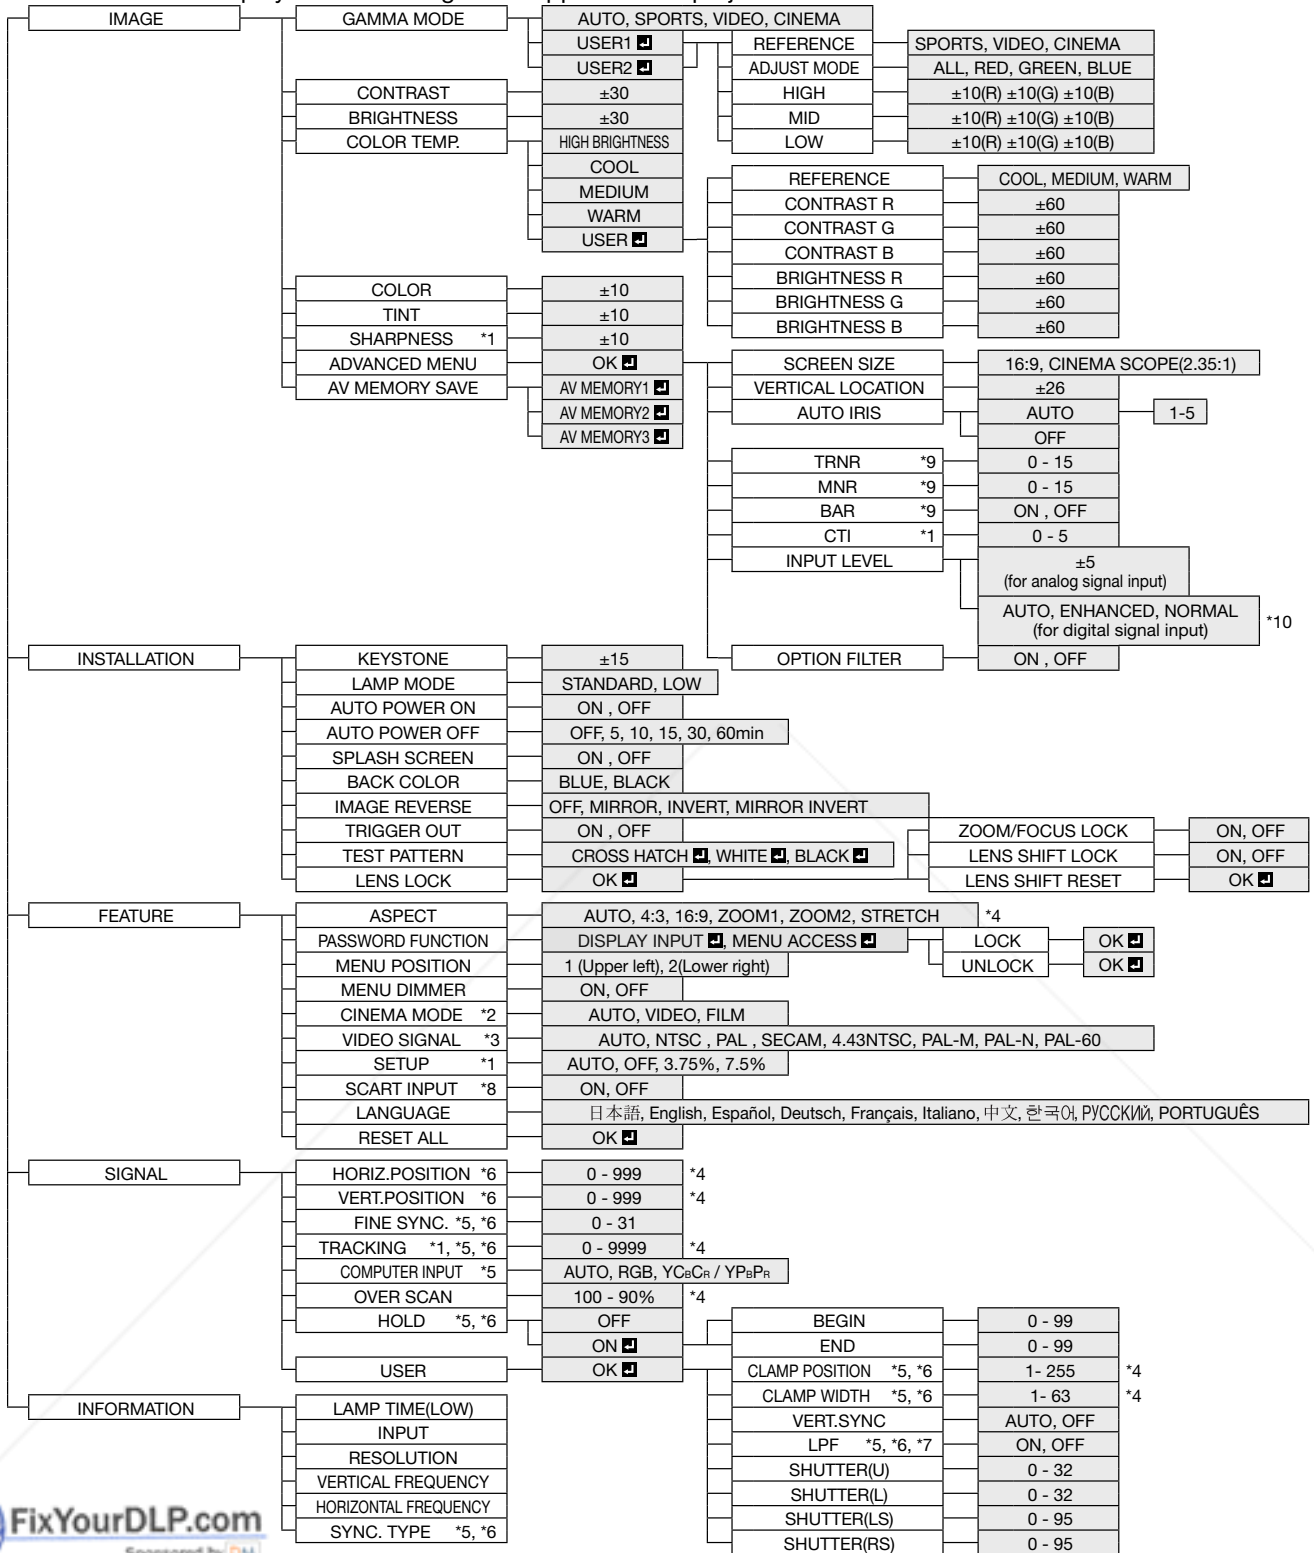 IMAGE GAMMA MODE AUTO, SPORTS, VIDEO, CINEMA
USER1 REFERENCE SPORTS, VIDEO, CINEMA
USER2 ADJUST MODE ALL, RED, GREEN, BLUE
CONTRAST ±30 HIGH ±10(R) ±10(G) ±10(B)
BRIGHTNESS ±30 MID ±10(R) ±10(G) ±10(B)
COLOR TEMP. HIGH BRIGHTNESS LOW ±10(R) ±10(G) ±10(B)
COOL
REFERENCE COOL, MEDIUM, WARM
MEDIUM
CONTRAST R ±60
WARM
CONTRAST G ±60
USER
CONTRAST B ±60
BRIGHTNESS R ±60
COLOR ±10
BRIGHTNESS G ±60
TINT ±10
BRIGHTNESS B ±60
SHARPNESS *1 ±10
ADVANCED MENU OK SCREEN SIZE 16:9, CINEMA SCOPE(2.35:1)
AV MEMORY SAVE AV MEMORY1 VERTICAL LOCATION ±26
AV MEMORY2 AUTO IRIS AUTO 1-5
AV MEMORY3 OFF
TRNR *9 0 - 15
MNR *9 0 - 15
BAR *9 ON , OFF
CTI *1 0 - 5
INPUT LEVEL ±5
(for analog signal input)
AUTO, ENHANCED, NORMAL
(for digital signal input) *10
INSTALLATION KEYSTONE ±15 OPTION FILTER ON , OFF
LAMP MODE STANDARD, LOW
AUTO POWER ON ON , OFF
AUTO POWER OFF OFF, 5, 10, 15, 30, 60min
SPLASH SCREEN ON , OFF
BACK COLOR BLUE, BLACK
IMAGE REVERSE OFF, MIRROR, INVERT, MIRROR INVERT
TRIGGER OUT ON , OFF ZOOM/FOCUS LOCK ON, OFF
TEST PATTERN CROSS HATCH , WHITE , BLACK LENS SHIFT LOCK ON, OFF
LENS LOCK OK LENS SHIFT RESET OK
FEATURE ASPECT AUTO, 4:3, 16:9, ZOOM1, ZOOM2, STRETCH *4
PASSWORD FUNCTION DISPLAY INPUT , MENU ACCESS LOCK OK
MENU POSITION 1 (Upper left), 2(Lower right) UNLOCK OK
MENU DIMMER ON, OFF
CINEMA MODE *2 AUTO, VIDEO, FILM
VIDEO SIGNAL *3 AUTO, NTSC , PAL , SECAM, 4.43NTSC, PAL-M, PAL-N, PAL-60
SETUP *1 AUTO, OFF, 3.75%, 7.5%
SCART INPUT *8 ON, OFF
LANGUAGE 日本語, English, Español, Deutsch, Français, Italiano, 中文, 한국어, РУССКИЙ, PORTUGUÊS
RESET ALL OK
SIGNAL HORIZ.POSITION *6 0 - 999 *4
VERT.POSITION *6 0 - 999 *4
FINE SYNC. *5, *6 0 - 31
TRACKING *1, *5, *6 0 - 9999 *4
COMPUTER INPUT *5 AUTO, RGB, YCBCR / YPBPR
OVER SCAN 100 - 90% *4
HOLD *5, *6 OFF BEGIN 0 - 99
ON END 0 - 99
USER OK CLAMP POSITION *5, *6 1- 255 *4
CLAMP WIDTH *5, *6 1- 63 *4
INFORMATION LAMP TIME(LOW) VERT.SYNC AUTO, OFF
INPUT LPF *5, *6, *7 ON, OFF
RESOLUTION SHUTTER(U) 0 - 32
VERTICAL FREQUENCY SHUTTER(L) 0 - 32
HORIZONTAL FREQUENCY SHUTTER(LS) 0 - 95
SYNC. TYPE *5, *6 SHUTTER(RS) 0 - 95
FixYourDLP.com